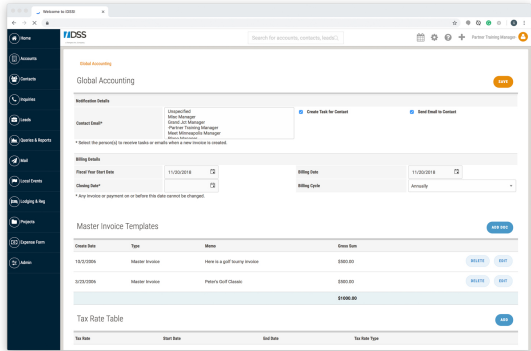 Welcome to IDSS!
IDSS
Search for accounts, contacts, leads
Partner Training Manager
Home
Accounts
Contacts
Inquiries
Leads
Queries & Reports
Mail
Local Events
Lodging & Reg
Projects
Expense Form
Admin
Global Accounting
Global Accounting
SAVE
Notification Details
Contact Email*
Unspecified
Misc Manager
Grand Jct Manager
-Partner Training Manager
Meet Minneapolis Manager
Create Task for Contact
Send Email to Contact
* Select the person(s) to receive tasks or emails when a new invoice is created.
Billing Details
Fiscal Year Start Date
11/20/2018
Billing Date
11/20/2018
Closing Date*
Billing Cycle
Annually
* Any invoice or payment on or before this date cannot be changed.
Master Invoice Templates
ADD DOC
Create Date Type Memo Gross Sum
10/2/2006 Master Invoice Here is a golf tourny invoice $500.00 DELETE EDIT
5/23/2006 Master Invoice Peter's Golf Classic $500.00 DELETE EDIT
$1000.00
Tax Rate Table
ADD
Tax Rate Start Date End Date Tax Rate Type